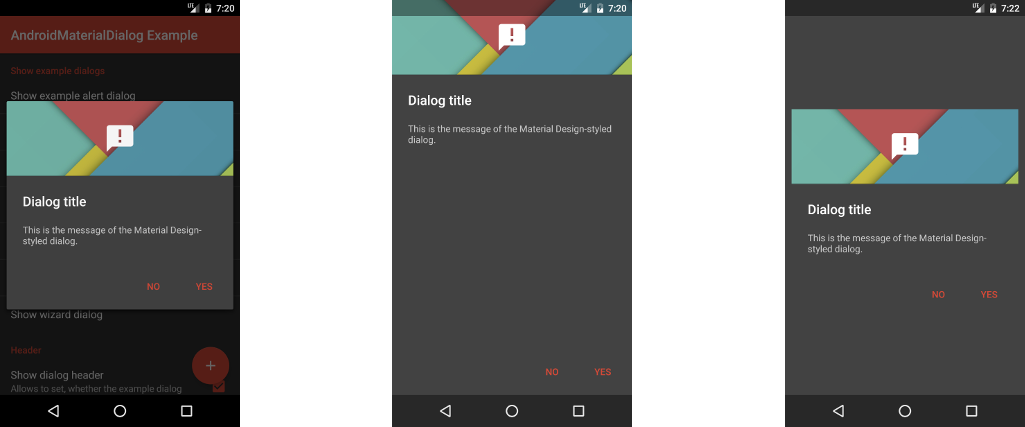 LTE 7:20
AndroidMaterialDialog Example
Show example dialogs
Show example alert dialog
!
Dialog title
This is the message of the Material Design-
styled dialog.
NO YES
Show wizard dialog
Header
Show dialog header
Allows to set, whether the example dialog
+
LTE 7:20
!
Dialog title
This is the message of the Material Design-styled
dialog.
NO YES
LTE 7:22
!
Dialog title
This is the message of the Material Design-
styled dialog.
NO YES